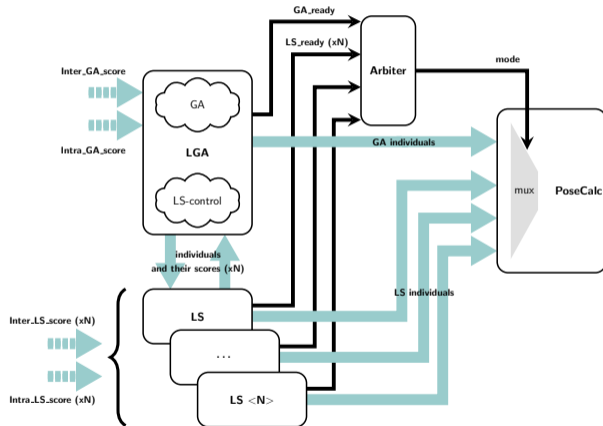 GA_ready
LS_ready (xN)
Arbiter
mode
Inter_GA_score
GA
Intra_GA_score
LGA
GA individuals
mux
PoseCalc
LS-control
individuals
and their scores (xN)
LS individuals
Inter_LS_score (xN)
LS
...
Intra_LS_score (xN)
LS <N>